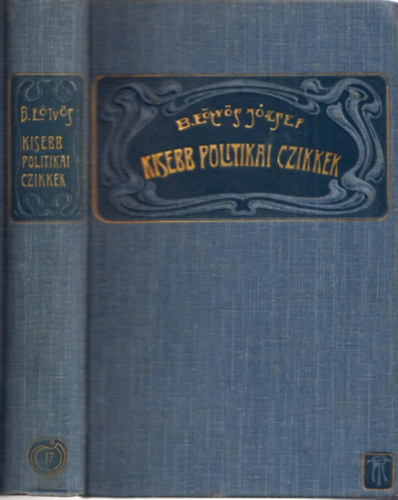 B. EÖTVÖS
KISEBB
POLITIKAI
CZIKKEK
17
B. EÖTVÖS JÓZSEF
KISEBB POLITIKAI CZIKKEK